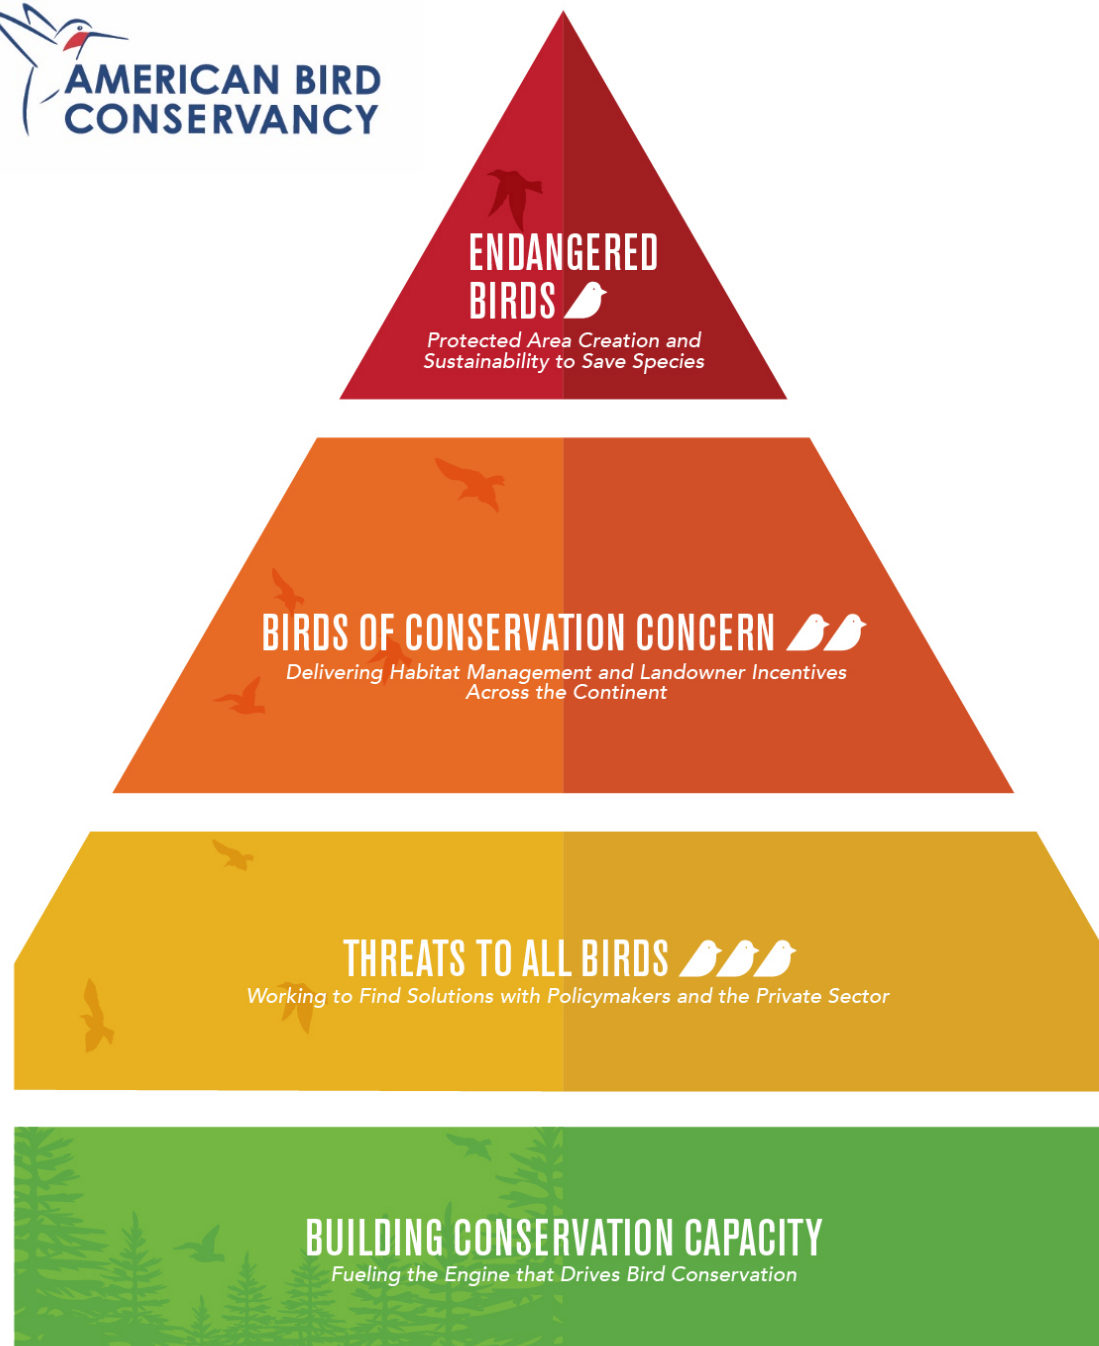 AMERICAN BIRD
CONSERVANCY
ENDANGERED
BIRDS
Protected Area Creation and
Sustainability to Save Species
BIRDS OF CONSERVATION CONCERN
Delivering Habitat Management and Landowner Incentives
Across the Continent
THREATS TO ALL BIRDS
Working to Find Solutions with Policymakers and the Private Sector
BUILDING CONSERVATION CAPACITY
Fueling the Engine that Drives Bird Conservation